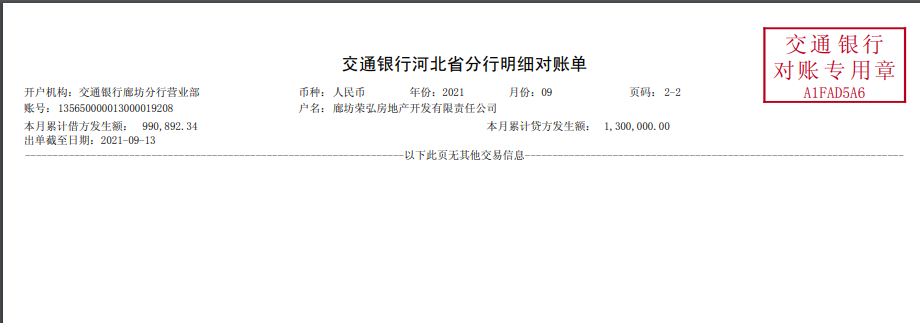 交通银行
对账专用章
A1FAD5A6
交通银行河北省分行明细对账单
开户机构：交通银行廊坊分行营业部 币种：人民币 年份：2021 月份：09 页码：2-2
账号：135650000013000019208 户名：廊坊荣弘房地产开发有限责任公司
本月累计借方发生额： 990,892.34 本月累计贷方发生额： 1,300,000.00
出单截至日期：2021-09-13
以下此页无其他交易信息